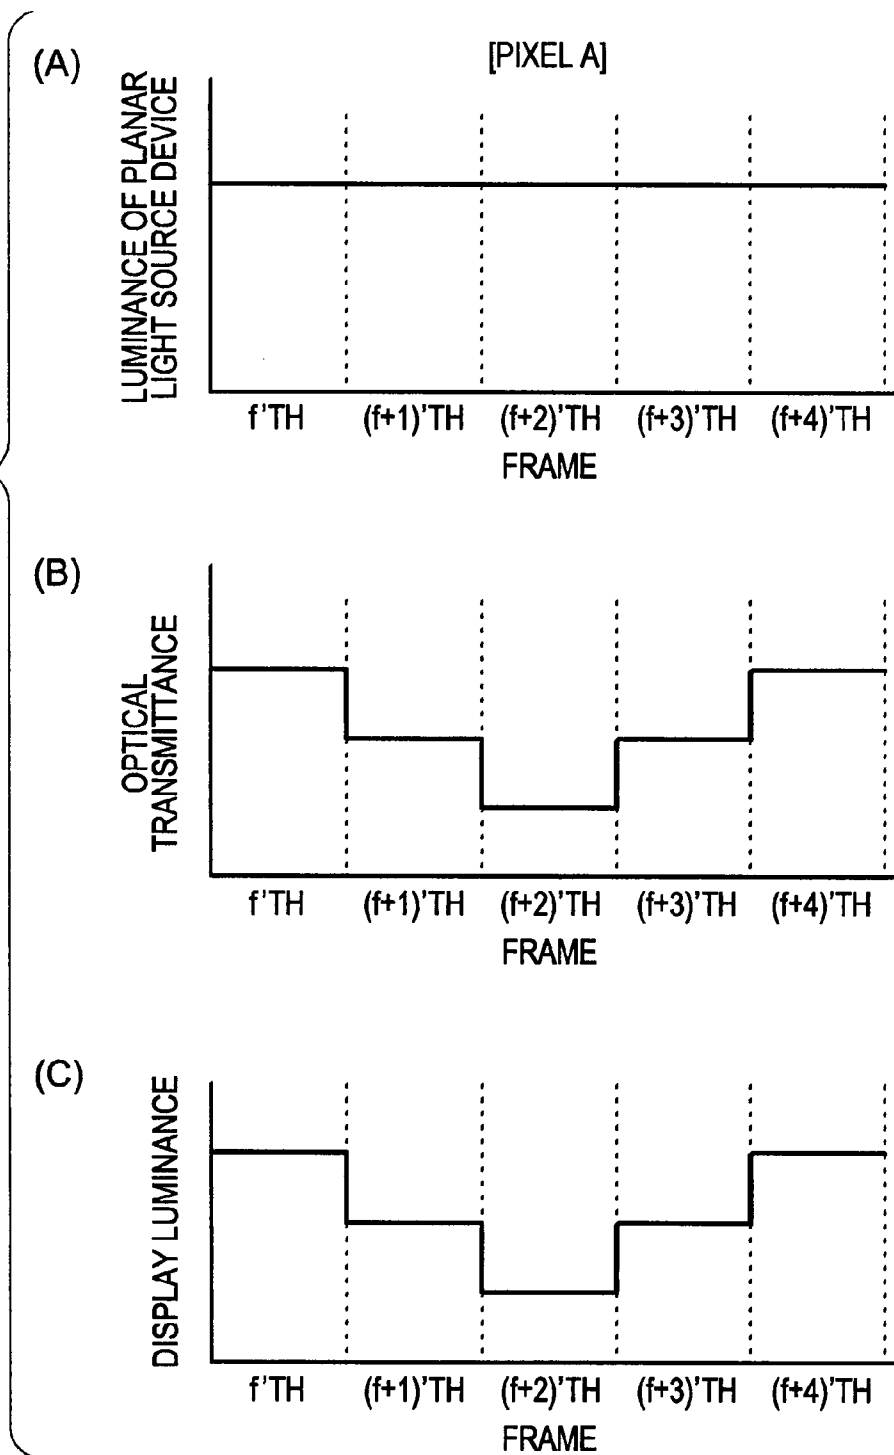 (A)
[PIXEL A]
LUMINANCE OF PLANAR
LIGHT SOURCE DEVICE
f'TH (f+1)'TH (f+2)'TH (f+3)'TH (f+4)'TH
FRAME
(B)
OPTICAL
TRANSMITTANCE
f'TH (f+1)'TH (f+2)'TH (f+3)'TH (f+4)'TH
FRAME
(C)
DISPLAY LUMINANCE
f'TH (f+1)'TH (f+2)'TH (f+3)'TH (f+4)'TH
FRAME